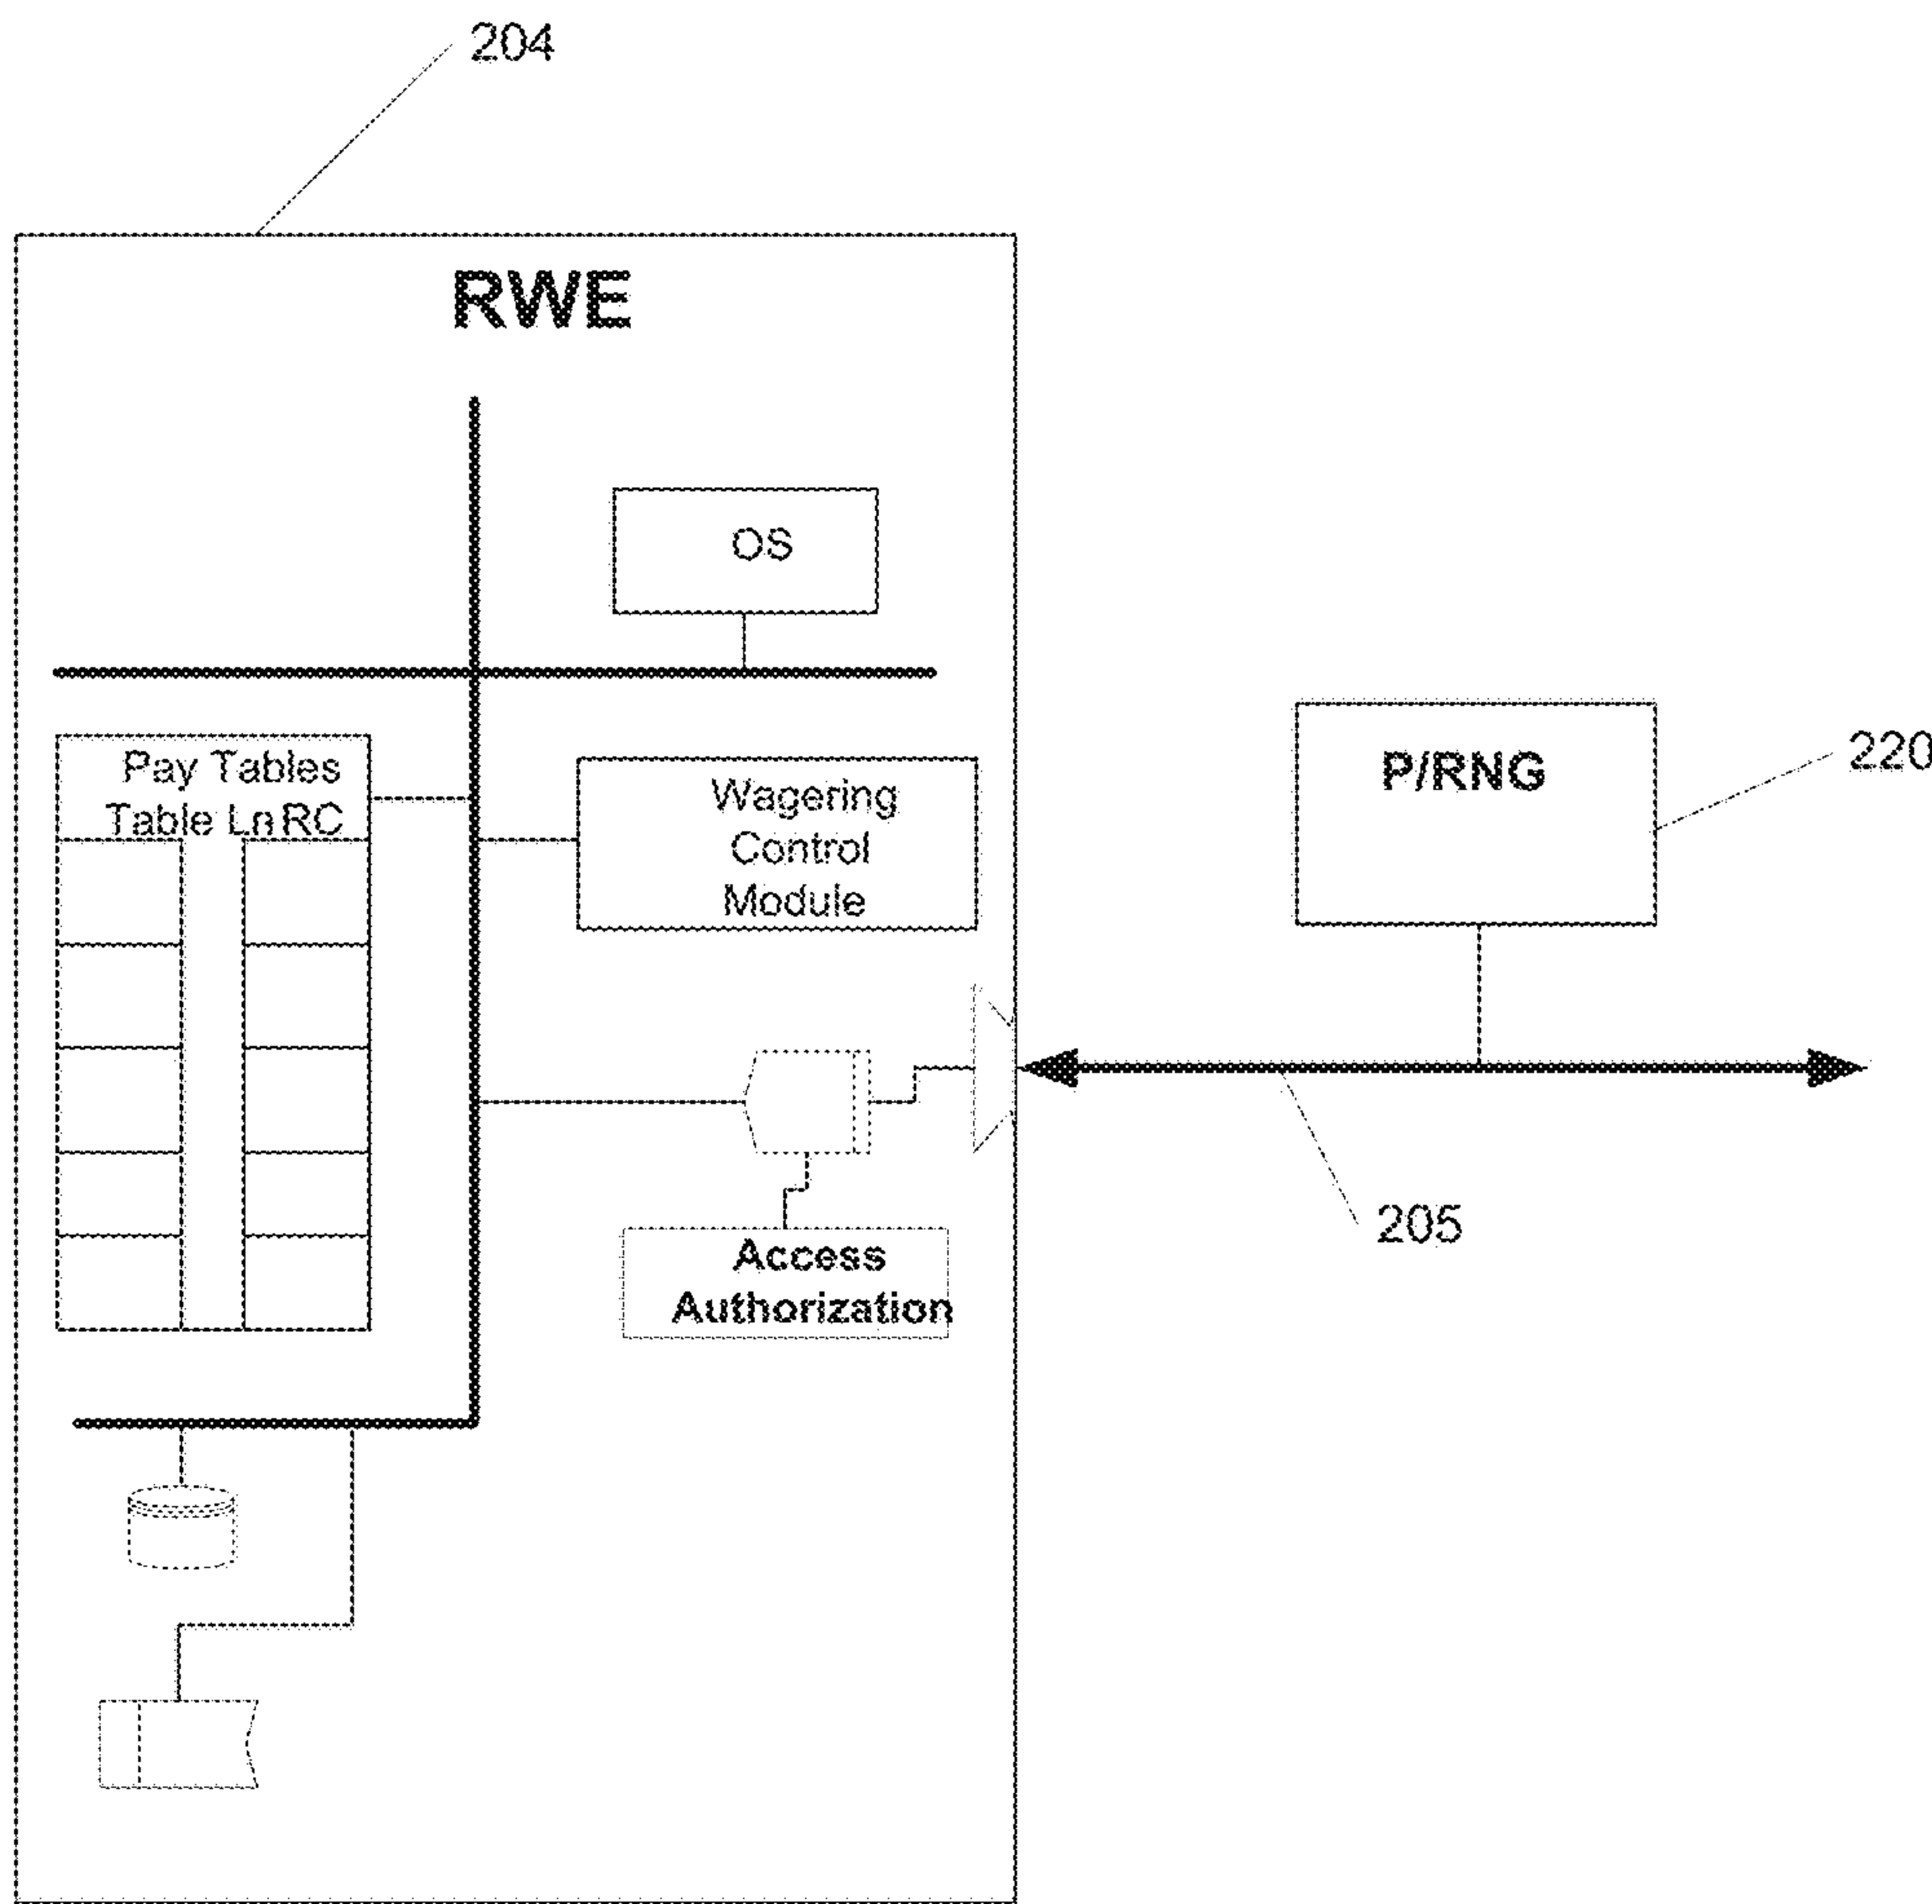 204
RWE
OS
Pay Tables
Table Ln RC
Wagering
Control
Module
P/RNG
220
205
Access
Authorization